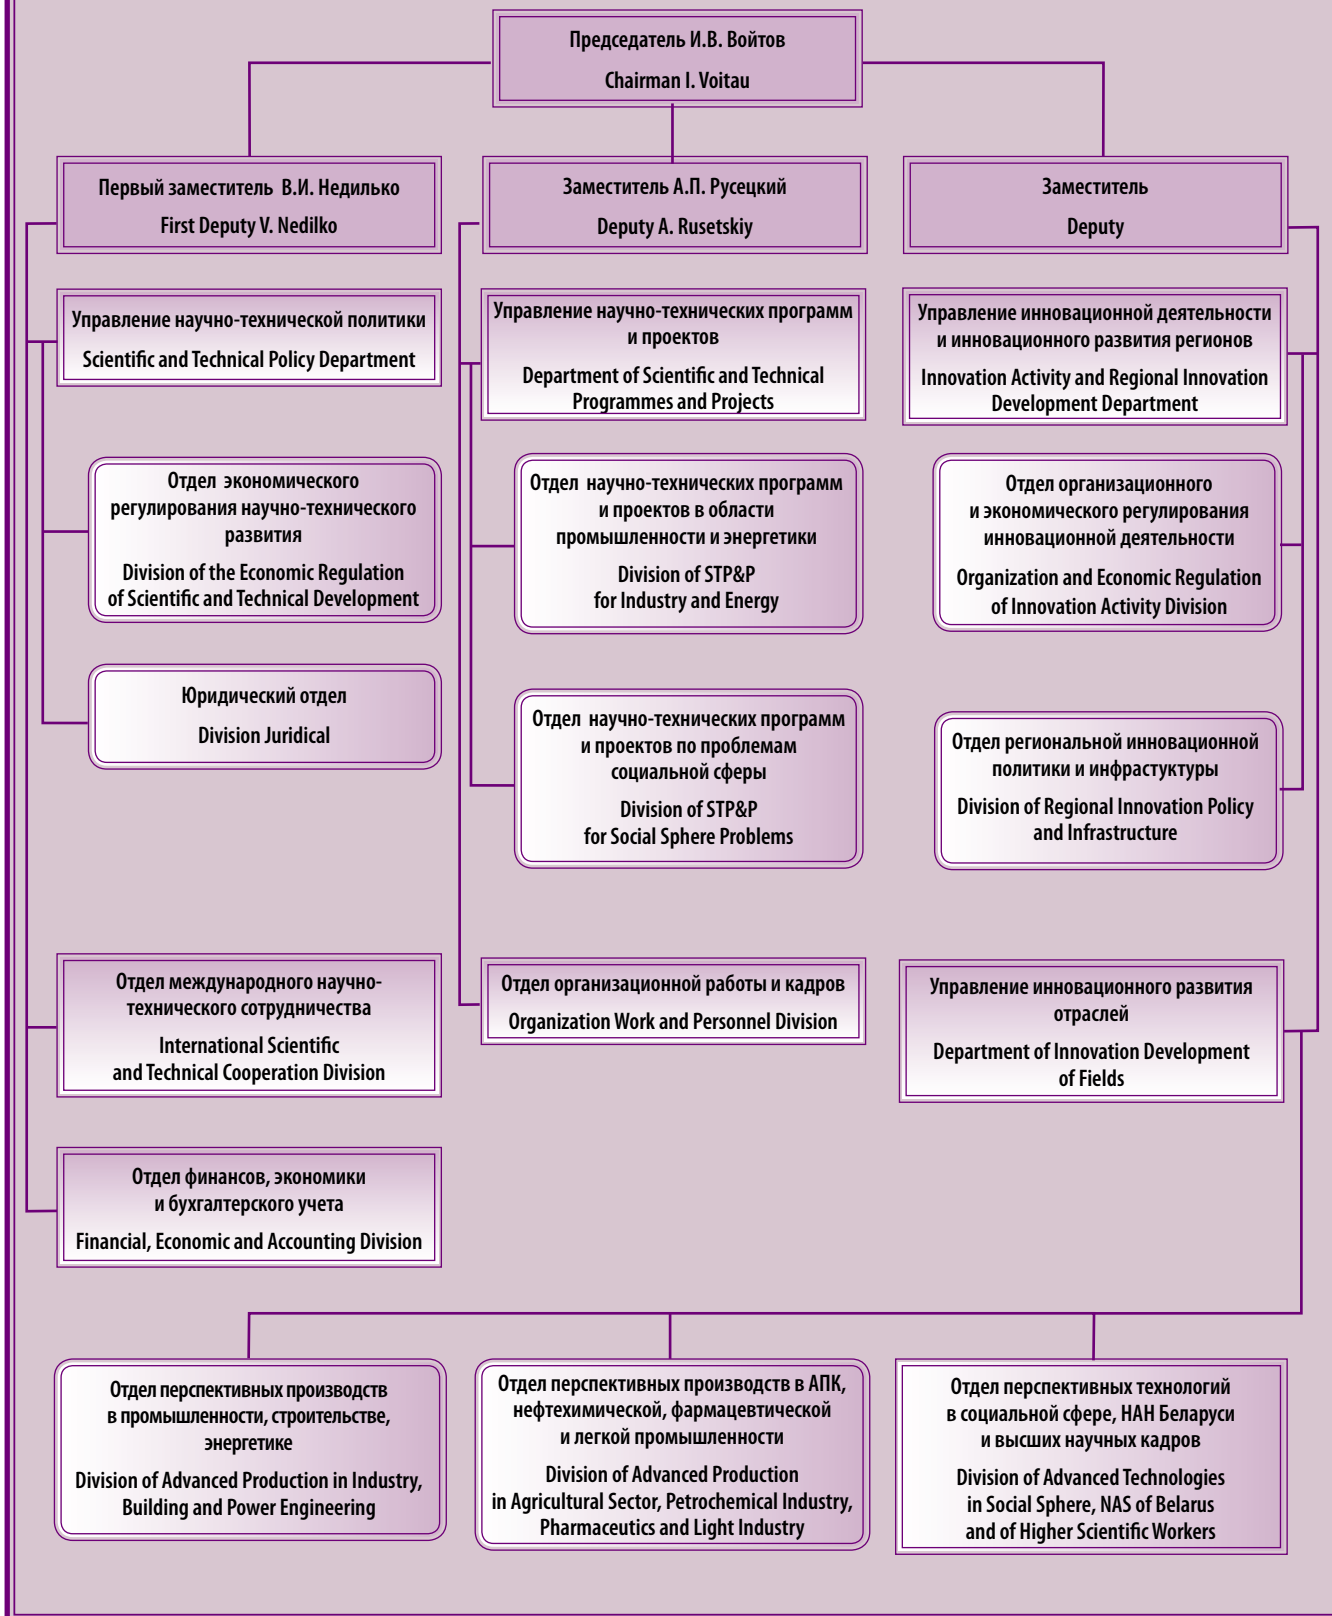 Председатель И.В. Войтов
Chairman I. Voitau
Первый заместитель В.И. Недилько
First Deputy V. Nedilko
Заместитель А.П. Русецкий
Deputy A. Rusetskiy
Заместитель
Deputy
Управление научно-технической политики
Scientific and Technical Policy Department
Управление научно-технических программ
и проектов
Department of Scientific and Technical
Programmes and Projects
Управление инновационной деятельности
и инновационного развития регионов
Innovation Activity and Regional Innovation
Development Department
Отдел экономического
регулирования научно-технического
развития
Division of the Economic Regulation
of Scientific and Technical Development
Отдел научно-технических программ
и проектов в области
промышленности и энергетики
Division of STP&P
for Industry and Energy
Отдел организационного
и экономического регулирования
инновационной деятельности
Organization and Economic Regulation
of Innovation Activity Division
Юридический отдел
Division Juridical
Отдел научно-технических программ
и проектов по проблемам
социальной сферы
Division of STP&P
for Social Sphere Problems
Отдел региональной инновационной
политики и инфрастуктуры
Division of Regional Innovation Policy
and Infrastructure
Отдел международного научно-
технического сотрудничества
International Scientific
and Technical Cooperation Division
Отдел организационной работы и кадров
Organization Work and Personnel Division
Управление инновационного развития
отраслей
Department of Innovation Development
of Fields
Отдел финансов, экономики
и бухгалтерского учета
Financial, Economic and Accounting Division
Отдел перспективных производств
в промышленности, строительстве,
энергетике
Division of Advanced Production in Industry,
Building and Power Engineering
Отдел перспективных производств в АПК,
нефтехимической, фармацевтической
и легкой промышленности
Division of Advanced Production
in Agricultural Sector, Petrochemical Industry,
Pharmaceutics and Light Industry
Отдел перспективных технологий
в социальной сфере, НАН Беларуси
и высших научных кадров
Division of Advanced Technologies
in Social Sphere, NAS of Belarus
and of Higher Scientific Workers